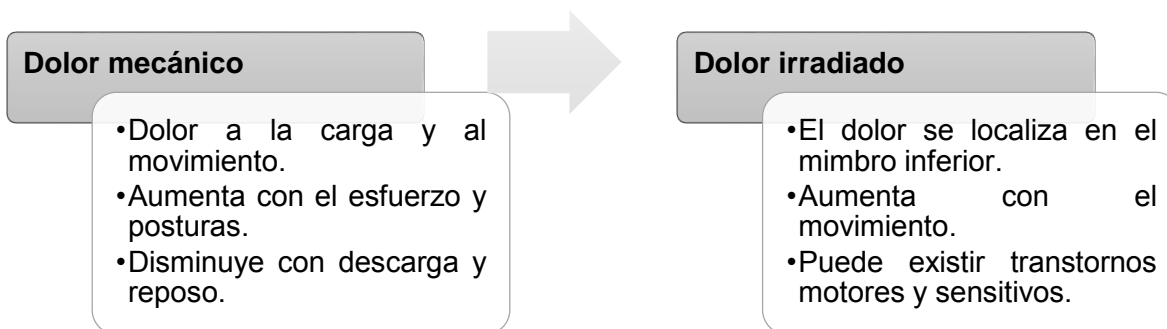 Dolor mecánico
•Dolor a la carga y al
movimiento.
•Aumenta con el esfuerzo y
posturas.
•Disminuye con descarga y
reposo.
Dolor irradiado
•El dolor se localiza en el
mimbro inferior.
•Aumenta con el
movimiento.
•Puede existir transtornos
motores y sensitivos.